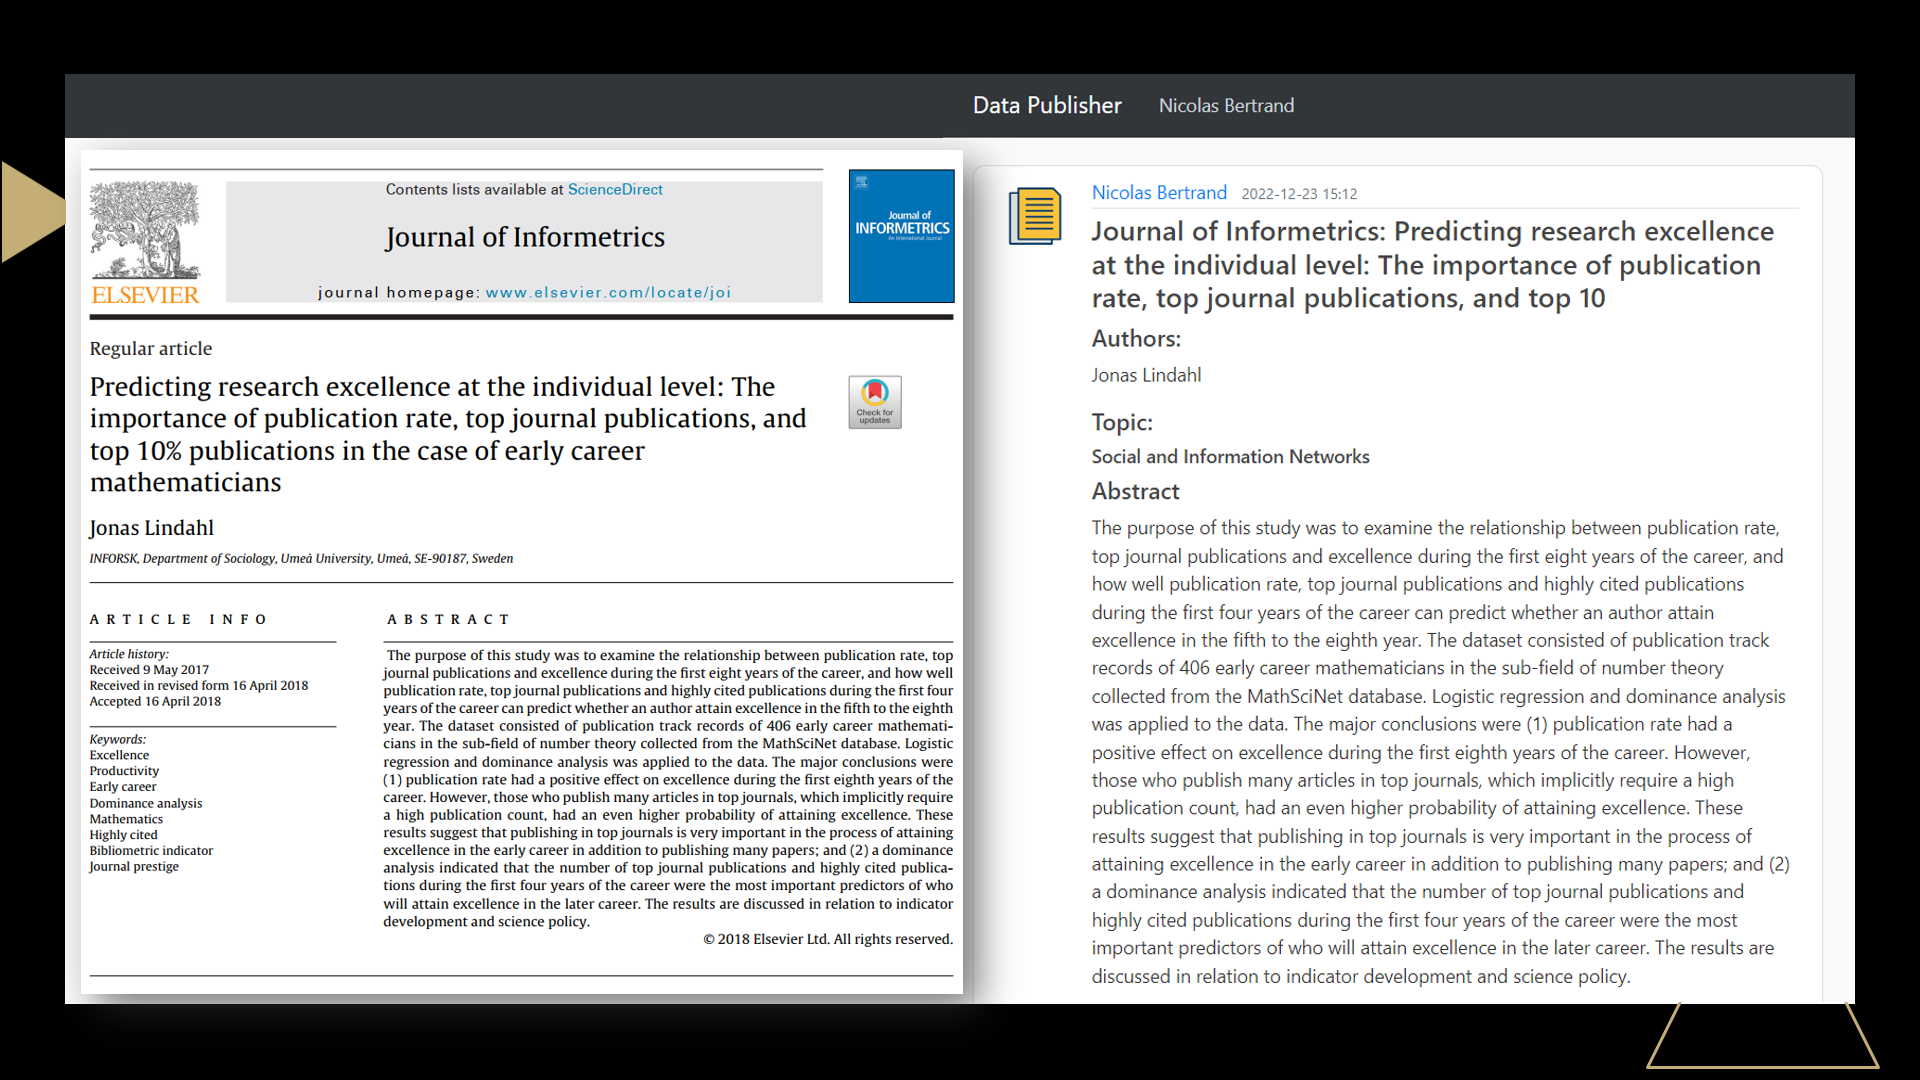 Data Publisher
Nicolas Bertrand
Contents lists available at ScienceDirect
Journal of Informetrics
journal homepage: www.elsevier.com/locate/joi
ELSEVIER
Journal of
INFORMETRICS
An International Journal
Regular article
Predicting research excellence at the individual level: The
importance of publication rate, top journal publications, and
top 10% publications in the case of early career
mathematicians
Check for
updates
Jonas Lindahl
INFORSK, Department of Sociology, Umeå University, Umeå, SE-90187, Sweden
ARTICLE INFO
Article history:
Received 9 May 2017
Received in revised form 16 April 2018
Accepted 16 April 2018
Keywords:
Excellence
Productivity
Early career
Dominance analysis
Mathematics
Highly cited
Bibliometric indicator
Journal prestige
ABSTRACT
The purpose of this study was to examine the relationship between publication rate, top
journal publications and excellence during the first eight years of the career, and how well
publication rate, top journal publications and highly cited publications during the first four
years of the career can predict whether an author attain excellence in the fifth to the eighth
year. The dataset consisted of publication track records of 406 early career mathemati-
cians in the sub-field of number theory collected from the MathSciNet database. Logistic
regression and dominance analysis was applied to the data. The major conclusions were
(1) publication rate had a positive effect on excellence during the first eighth years of the
career. However, those who publish many articles in top journals, which implicitly require
a high publication count, had an even higher probability of attaining excellence. These
results suggest that publishing in top journals is very important in the process of attaining
excellence in the early career in addition to publishing many papers; and (2) a dominance
analysis indicated that the number of top journal publications and highly cited publica-
tions during the first four years of the career were the most important predictors of who
will attain excellence in the later career. The results are discussed in relation to indicator
development and science policy.
© 2018 Elsevier Ltd. All rights reserved.
Nicolas Bertrand 2022-12-23 15:12
Journal of Informetrics: Predicting research excellence
at the individual level: The importance of publication
rate, top journal publications, and top 10
Authors:
Jonas Lindahl
Topic:
Social and Information Networks
Abstract
The purpose of this study was to examine the relationship between publication rate,
top journal publications and excellence during the first eight years of the career, and
how well publication rate, top journal publications and highly cited publications
during the first four years of the career can predict whether an author attain
excellence in the fifth to the eighth year. The dataset consisted of publication track
records of 406 early career mathematicians in the sub-field of number theory
collected from the MathSciNet database. Logistic regression and dominance analysis
was applied to the data. The major conclusions were (1) publication rate had a
positive effect on excellence during the first eighth years of the career. However,
those who publish many articles in top journals, which implicitly require a high
publication count, had an even higher probability of attaining excellence. These
results suggest that publishing in top journals is very important in the process of
attaining excellence in the early career in addition to publishing many papers; and (2)
a dominance analysis indicated that the number of top journal publications and
highly cited publications during the first four years of the career were the most
important predictors of who will attain excellence in the later career. The results are
discussed in relation to indicator development and science policy.